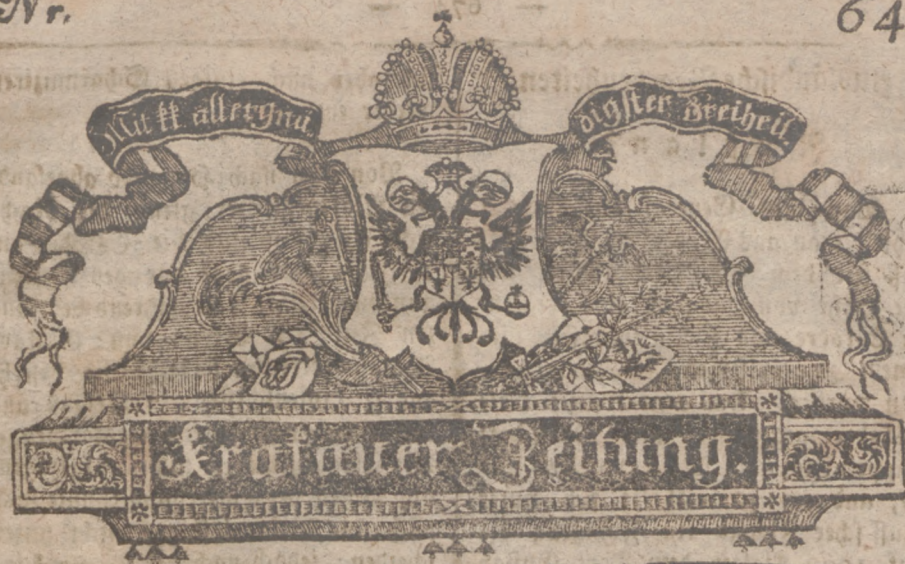 Nr. 64
Mit kk allergnä
digster Freiheit
Krakauer Zeitung.